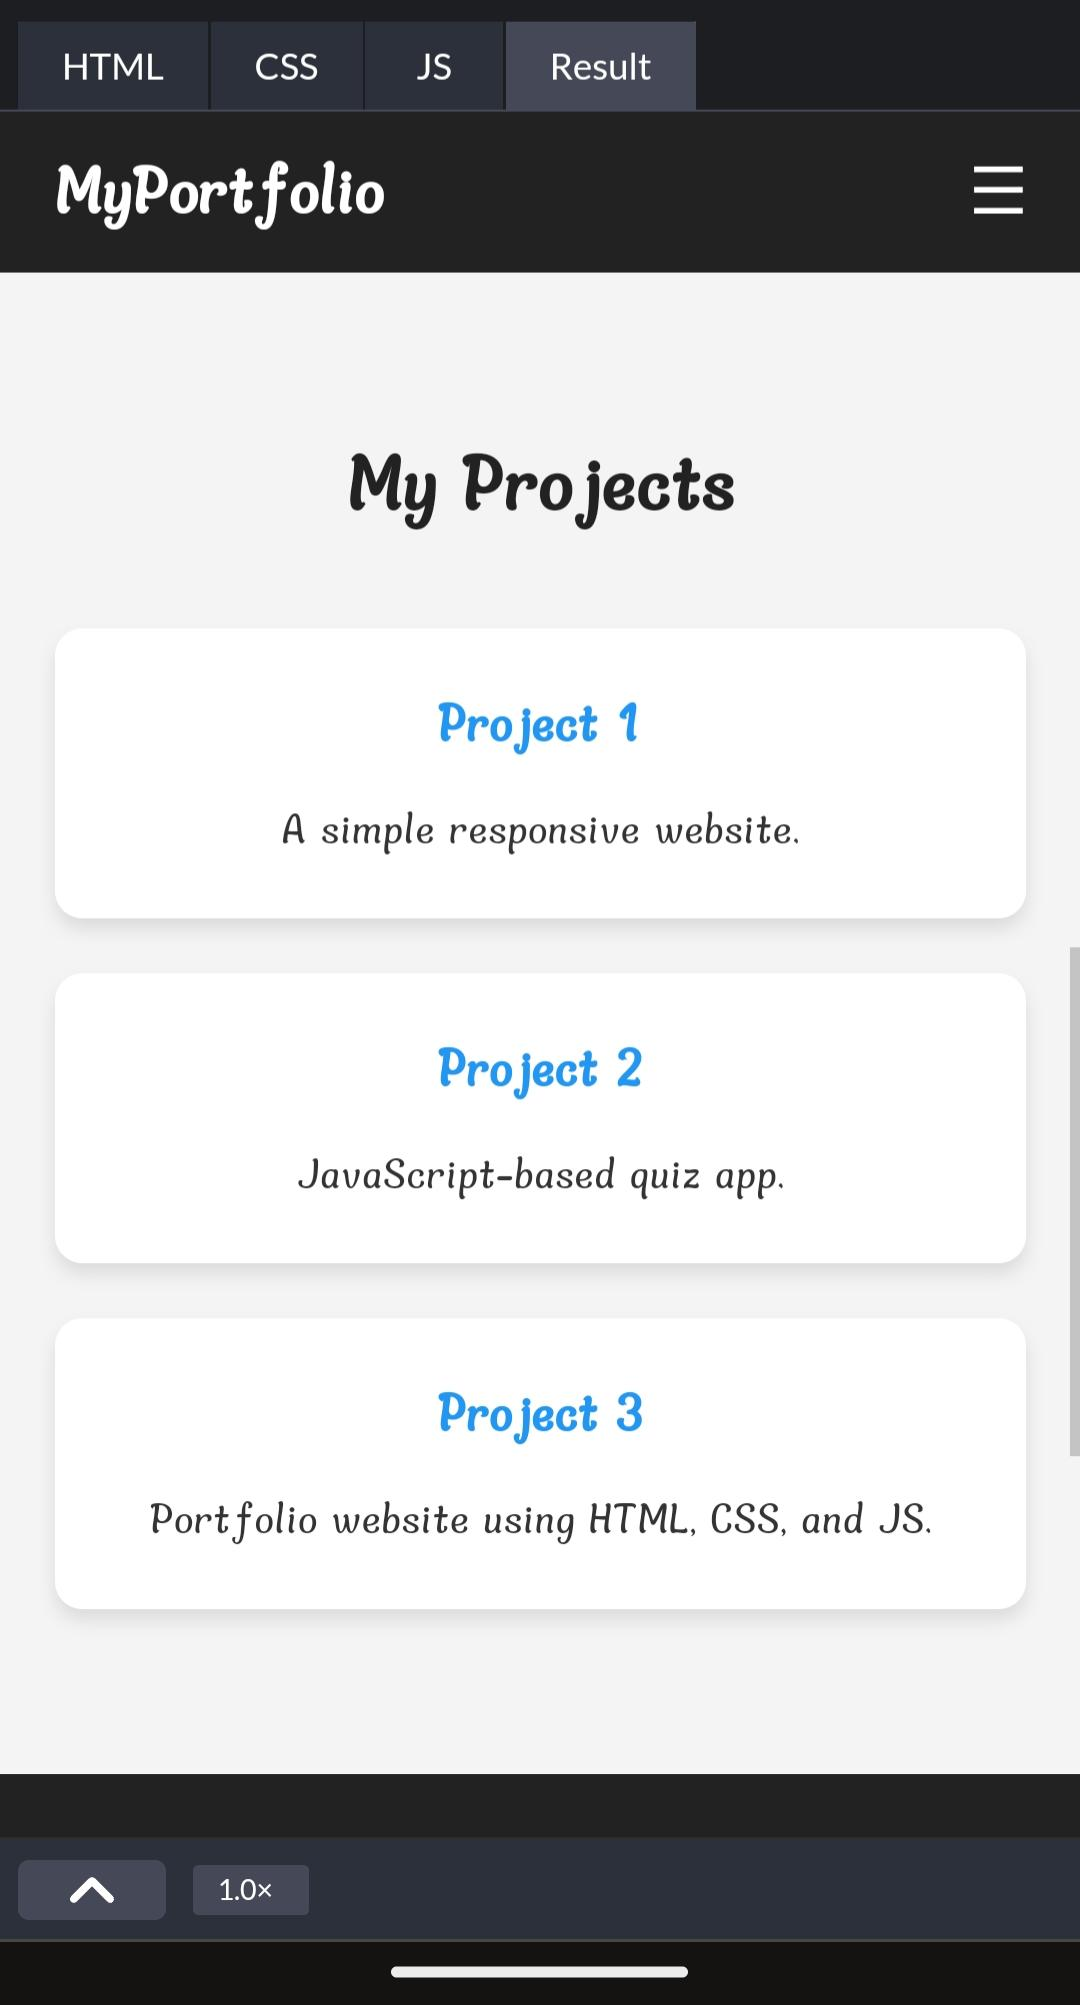 HTML CSS JS Result
MyPortfolio
My Projects
Project 1
A simple responsive website.
Project 2
JavaScript-based quiz app.
Project 3
Portfolio website using HTML, CSS, and JS.
1.0×